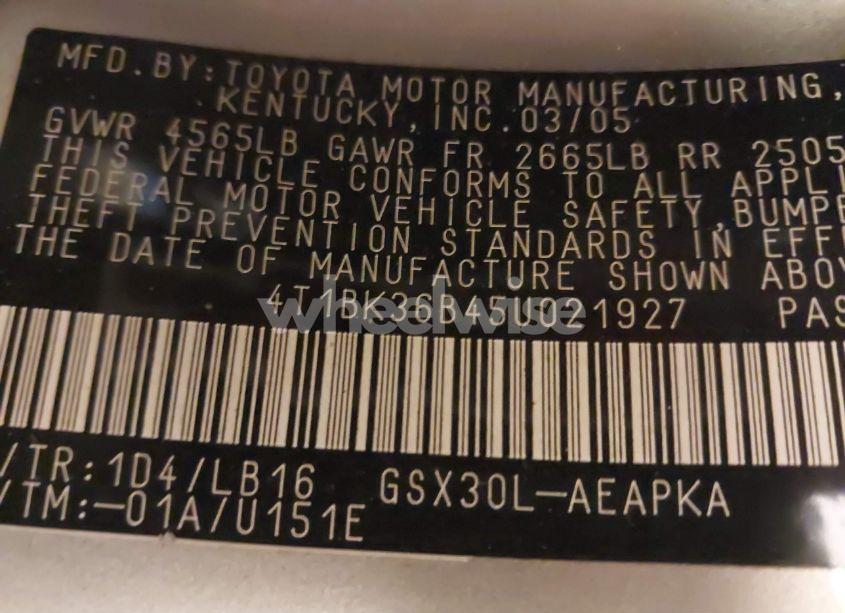 MFD. BY: TOYOTA MOTOR MANUFACTURING,
KENTUCKY, INC. 03/05
GVWR 4565LB GAWR FR 2665LB RR 2505
THIS VEHICLE CONFORMS TO ALL APPLI
FEDERAL MOTOR VEHICLE SAFETY, BUMPE
THEFT PREVENTION STANDARDS IN EFF
THE DATE OF MANUFACTURE SHOWN ABOV
4T1BK36B45U021927 PAS
wheelwise
/TR: 1D4/LB16 GSX30L-AEAPKA
/TM:-01A/U151E